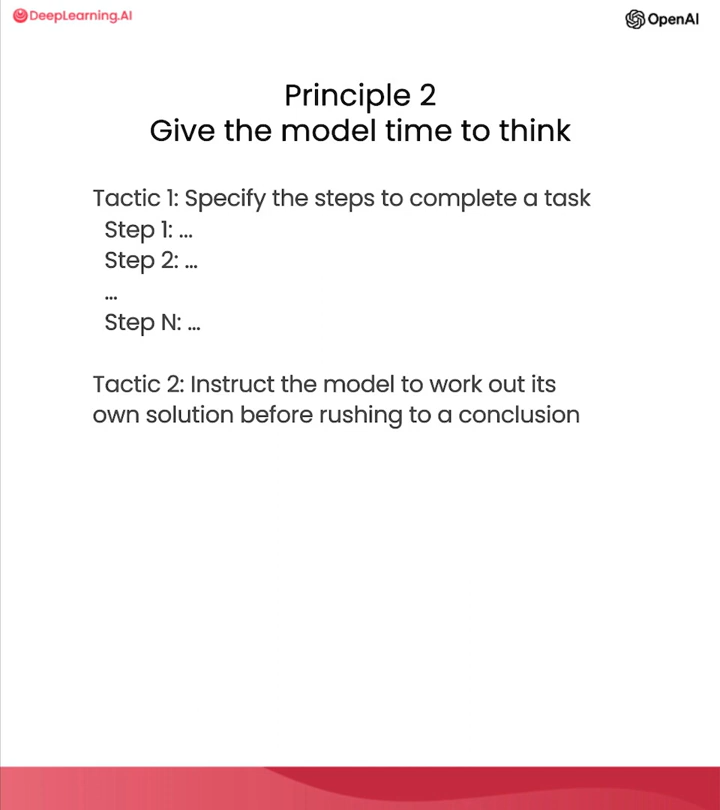 DeepLearning.AI
OpenAI
Principle 2
Give the model time to think
Tactic 1: Specify the steps to complete a task
Step 1: ...
Step 2: ...
...
Step N: ...
Tactic 2: Instruct the model to work out its
own solution before rushing to a conclusion